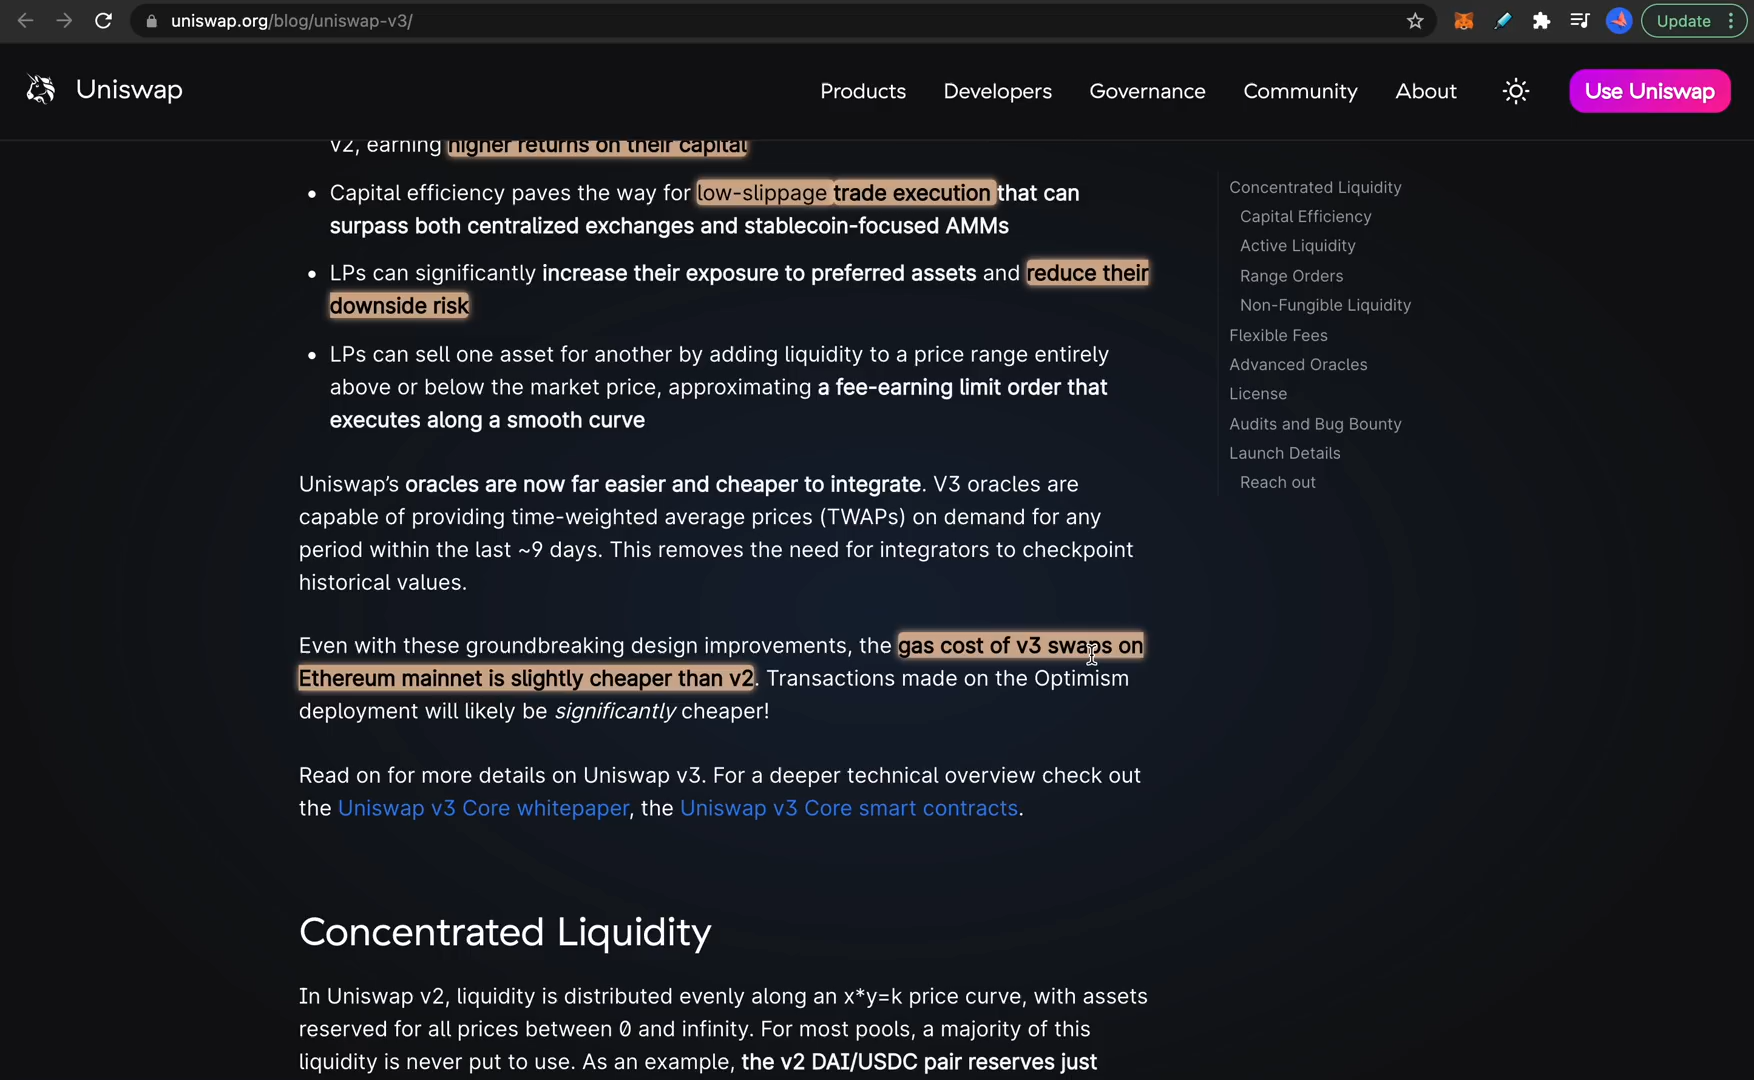 uniswap.org/blog/uniswap-v3/
Update
Uniswap
Products
Developers
Governance
Community
About
Use Uniswap
v2, earning higher returns on their capital
• Capital efficiency paves the way for low-slippage trade execution that can
surpass both centralized exchanges and stablecoin-focused AMMs
• LPs can significantly increase their exposure to preferred assets and reduce their
downside risk
• LPs can sell one asset for another by adding liquidity to a price range entirely
above or below the market price, approximating a fee-earning limit order that
executes along a smooth curve
Uniswap’s oracles are now far easier and cheaper to integrate. V3 oracles are
capable of providing time-weighted average prices (TWAPs) on demand for any
period within the last ~9 days. This removes the need for integrators to checkpoint
historical values.
Even with these groundbreaking design improvements, the gas cost of v3 swaps on
Ethereum mainnet is slightly cheaper than v2. Transactions made on the Optimism
deployment will likely be significantly cheaper!
Read on for more details on Uniswap v3. For a deeper technical overview check out
the Uniswap v3 Core whitepaper, the Uniswap v3 Core smart contracts.
Concentrated Liquidity
In Uniswap v2, liquidity is distributed evenly along an x*y=k price curve, with assets
reserved for all prices between 0 and infinity. For most pools, a majority of this
liquidity is never put to use. As an example, the v2 DAI/USDC pair reserves just
Concentrated Liquidity
Capital Efficiency
Active Liquidity
Range Orders
Non-Fungible Liquidity
Flexible Fees
Advanced Oracles
License
Audits and Bug Bounty
Launch Details
Reach out